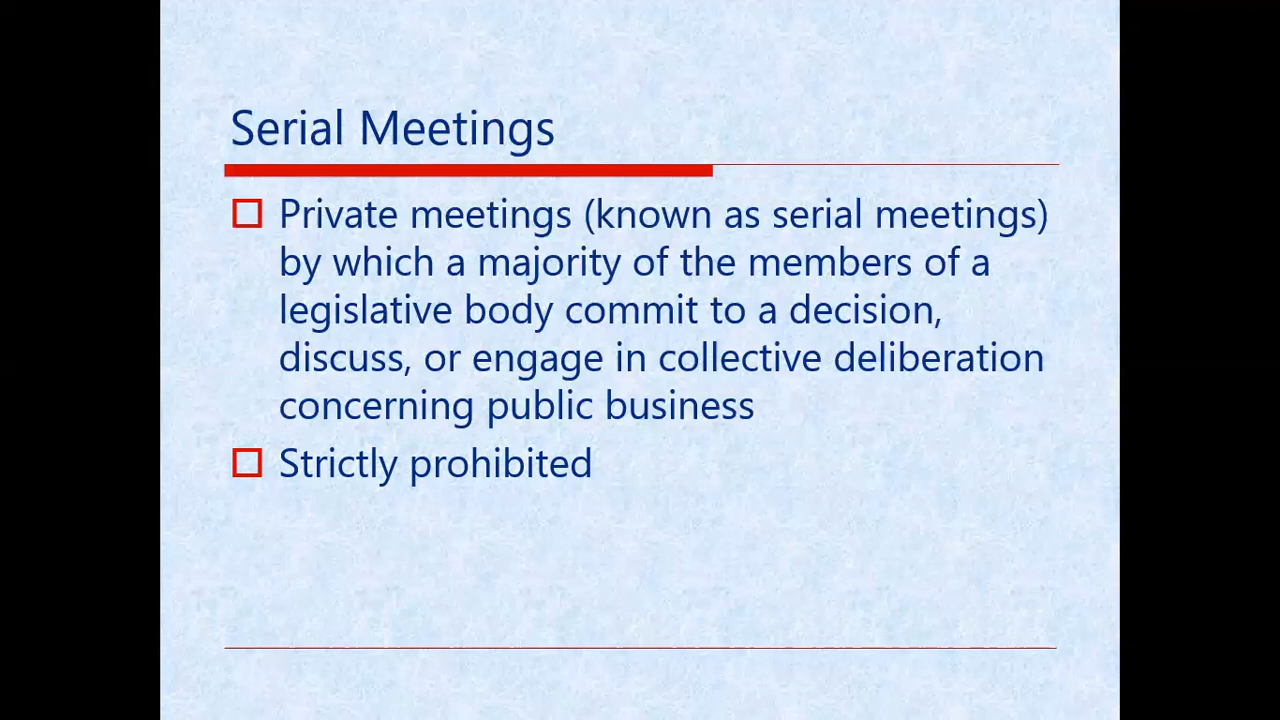 Serial Meetings
Private meetings (known as serial meetings)
by which a majority of the members of a
legislative body commit to a decision,
discuss, or engage in collective deliberation
concerning public business
Strictly prohibited